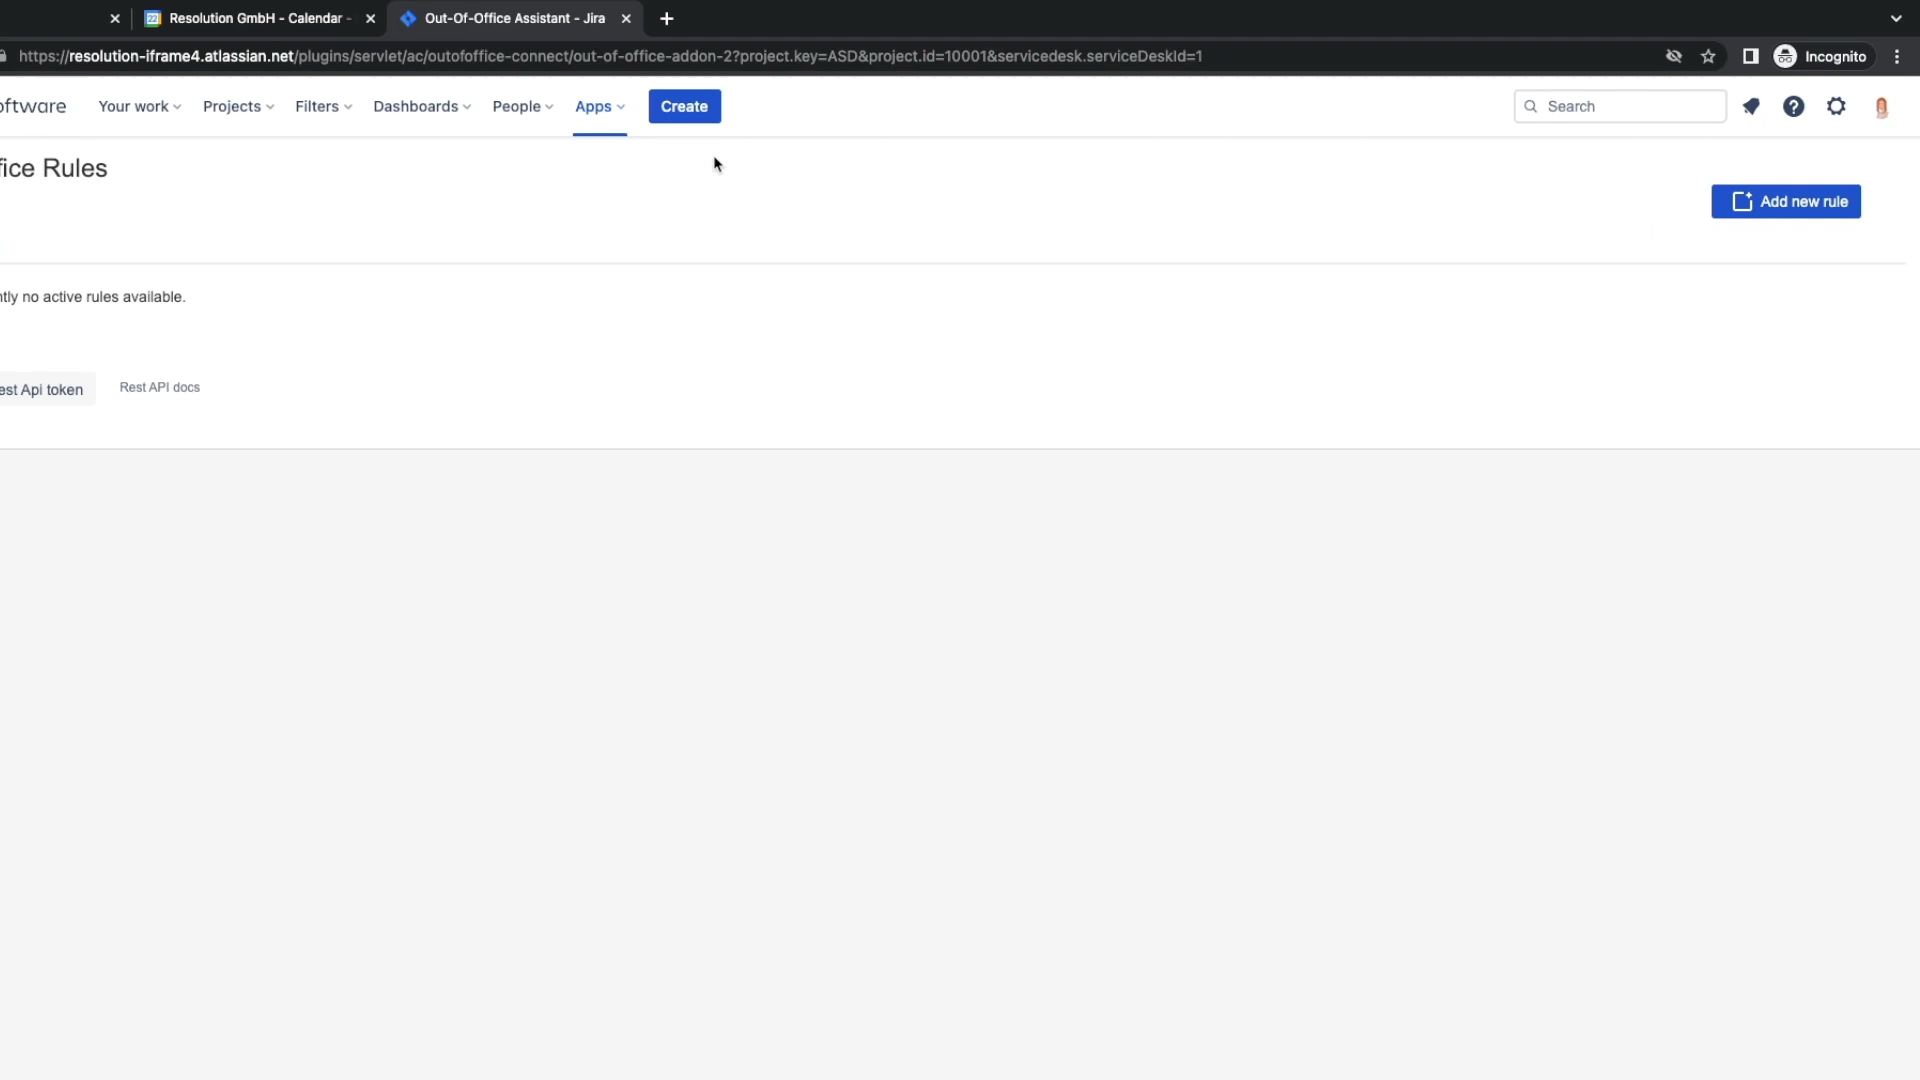 Resolution GmbH - Calendar -
Out-Of-Office Assistant - Jira
https://resolution-iframe4.atlassian.net/plugins/servlet/ac/outofoffice-connect/out-of-office-addon-2?project.key=ASD&project.id=10001&servicedesk.serviceDeskId=1
Incognito
oftware Your work Projects Filters Dashboards People Apps Create Search
fice Rules
Add new rule
ntly no active rules available.
est Api token Rest API docs